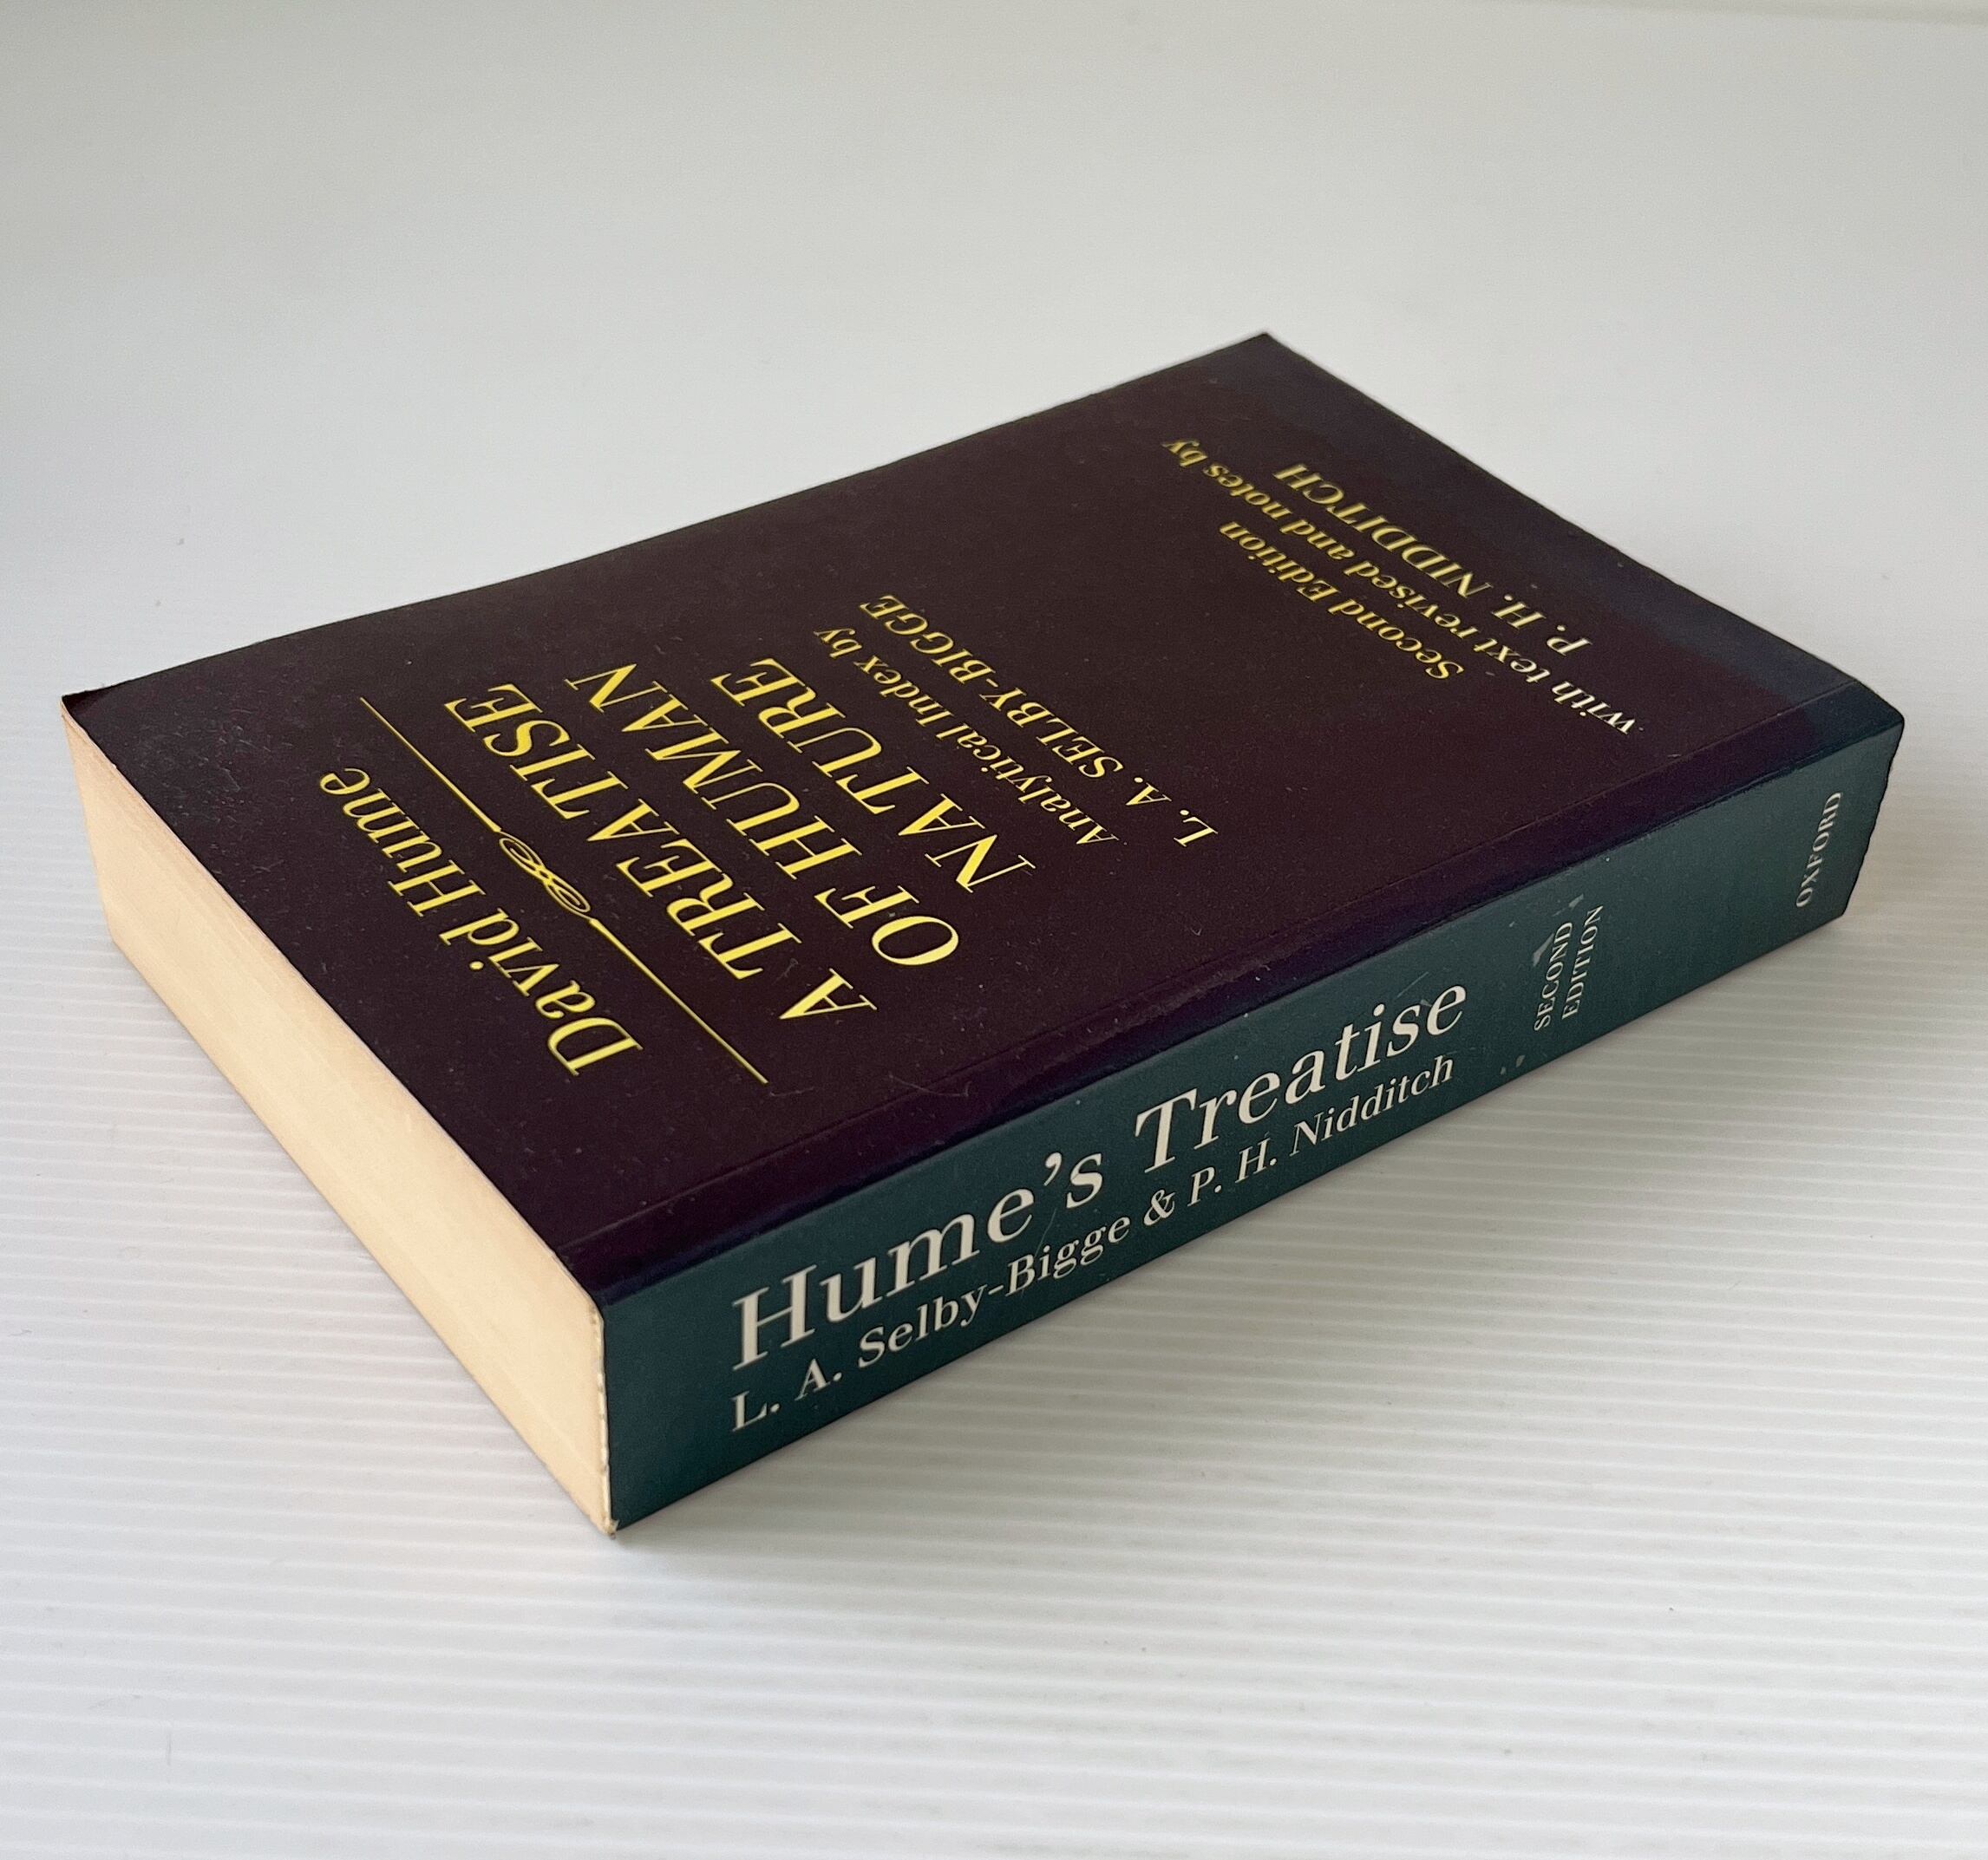 David Hume
A TREATISE
OF HUMAN
NATURE
Analytical Index by
L. A. SELBY-BIGGE
Second Edition
with text revised and notes by
P. H. NIDDITCH
Hume's Treatise
L. A. Selby-Bigge & P. H. Nidditch
SECOND
EDITION
OXFORD